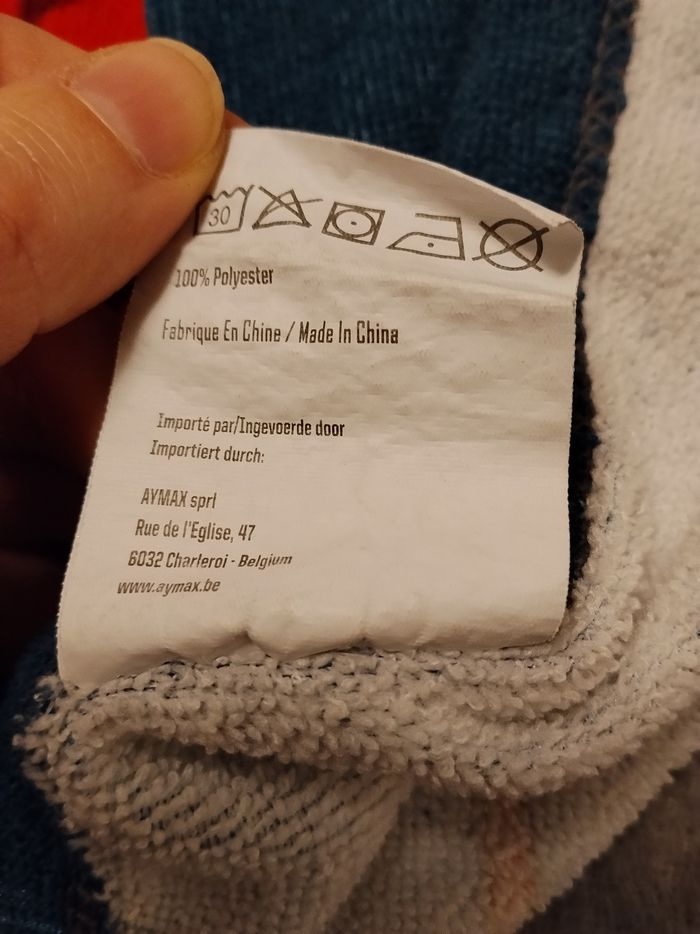 30
100% Polyester
Fabrique En Chine / Made In China
Importé par/Ingevoerde door
Importiert durch:
AYMAX sprl
Rue de l'Eglise, 47
6032 Charleroi - Belgium
www.aymax.be